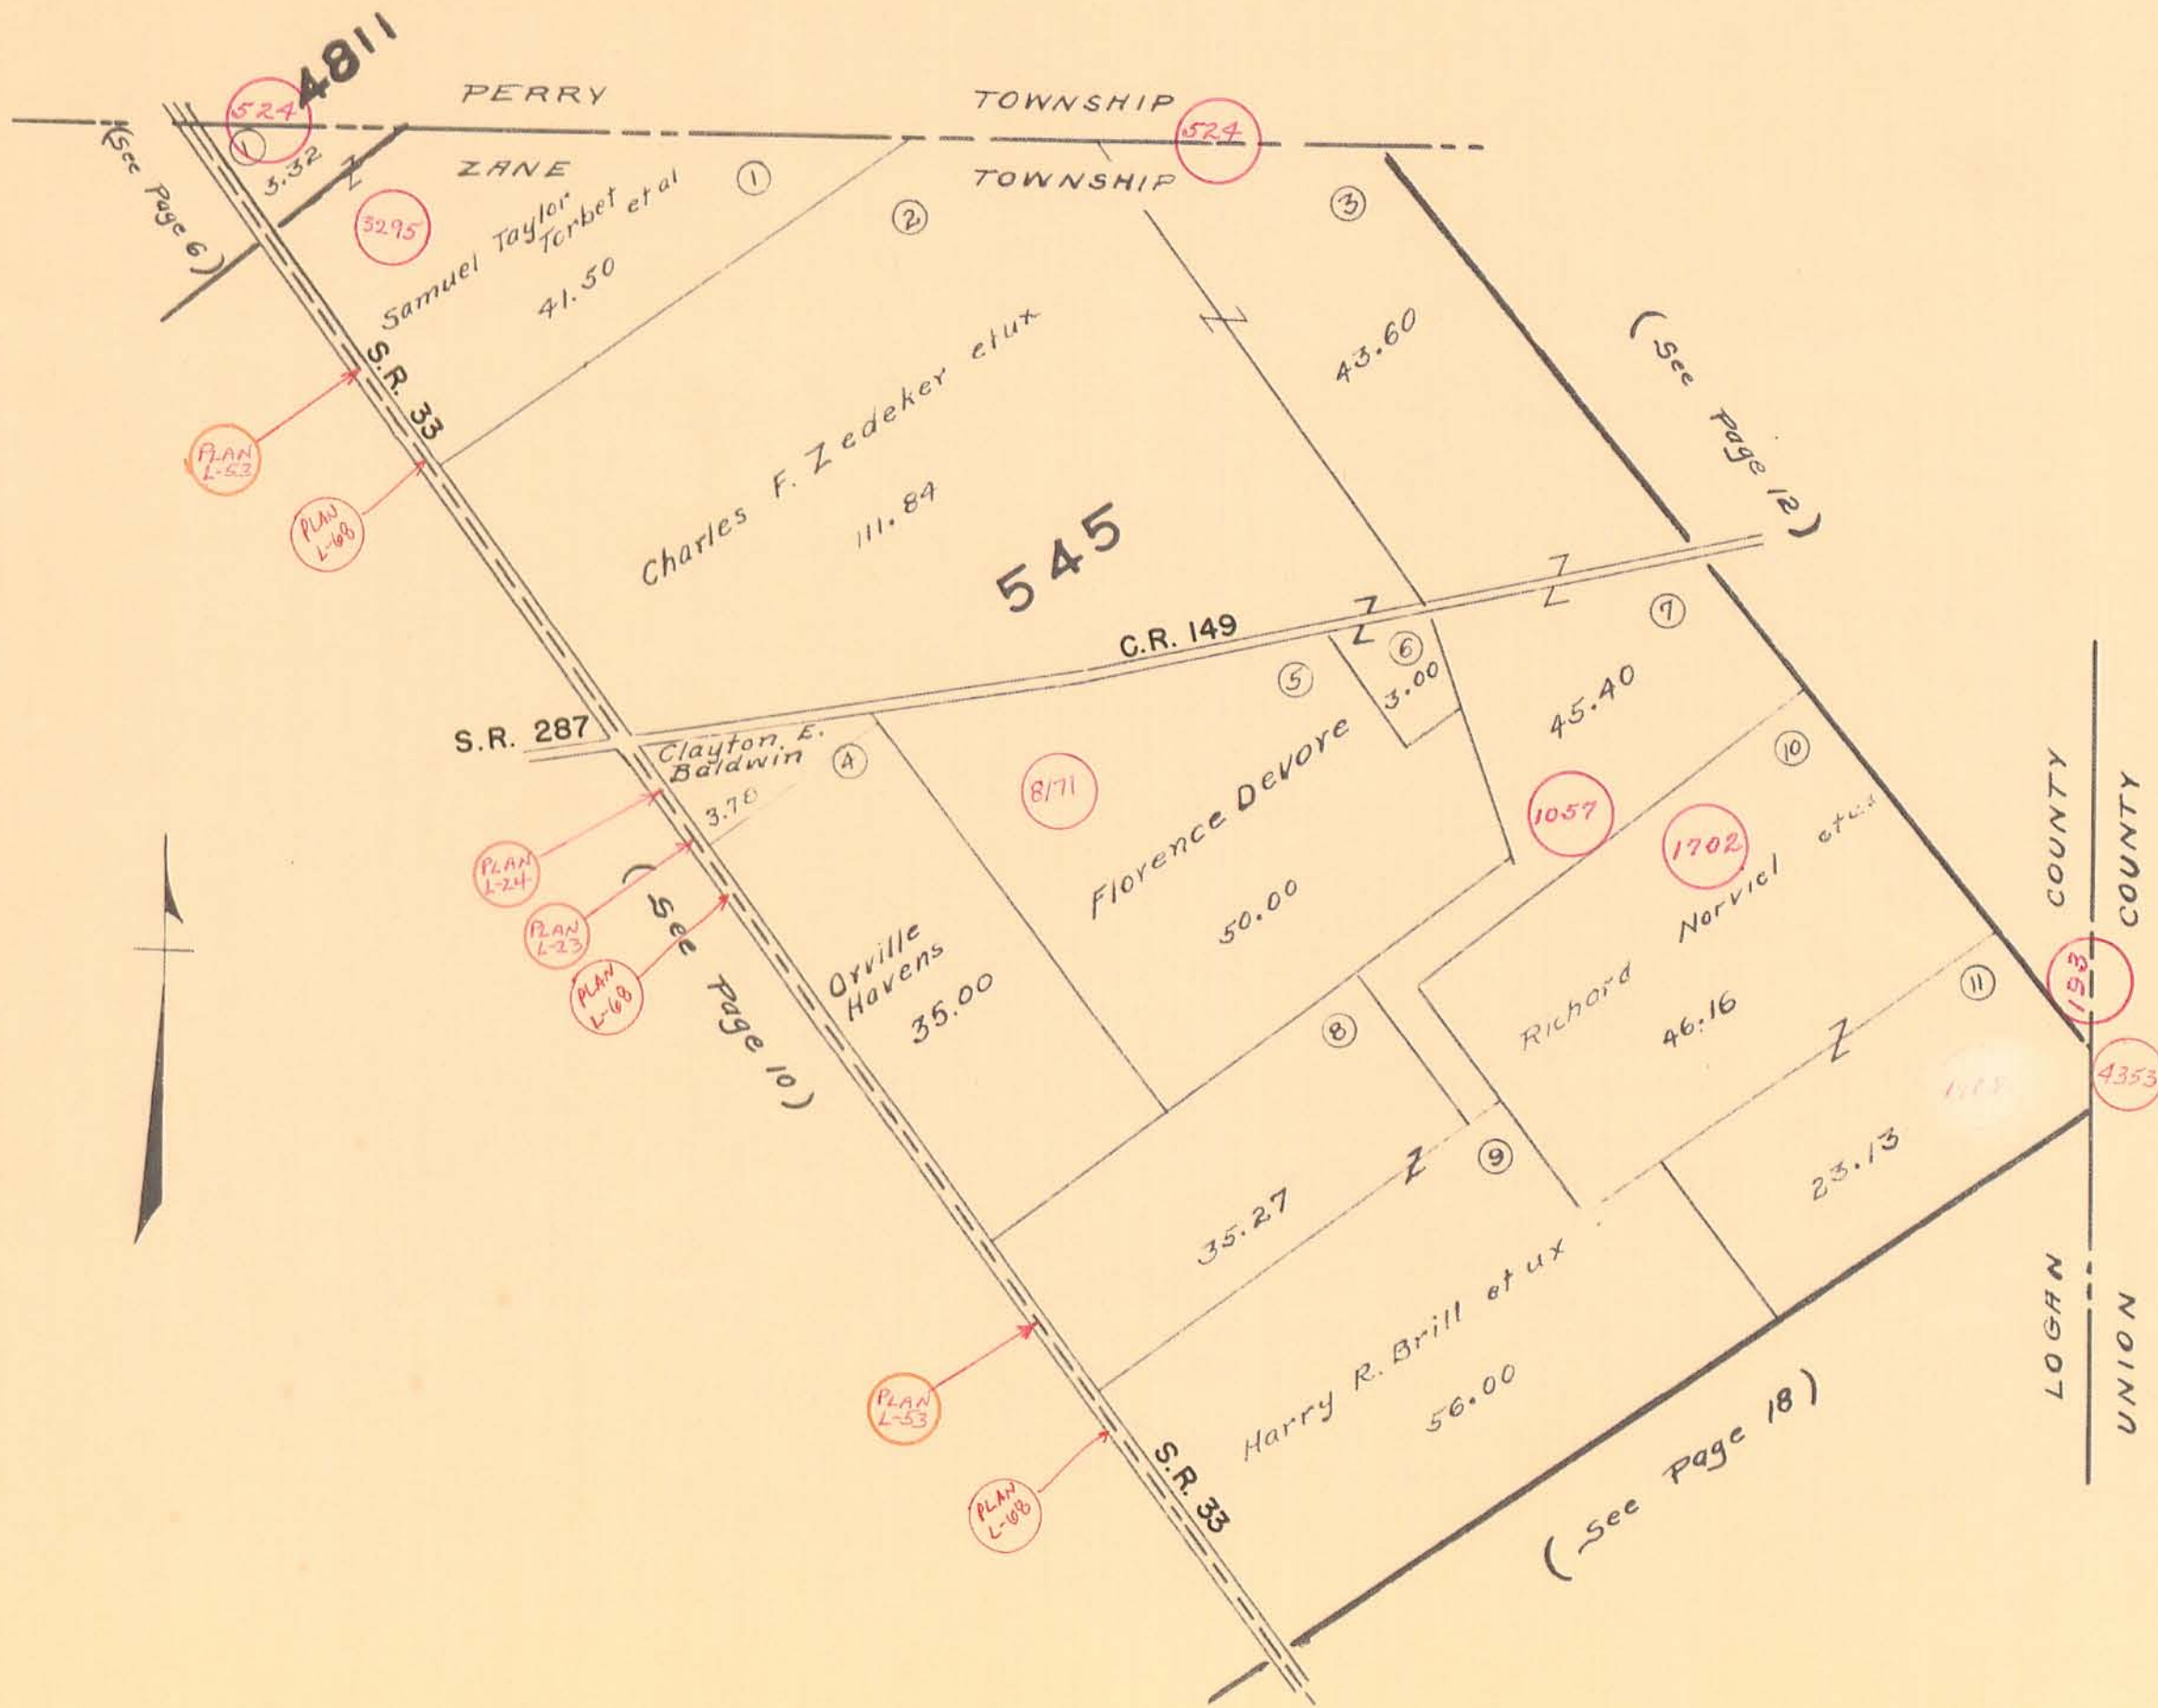 4811
PERRY TOWNSHIP
524
524
1
3.32
(See Page 6)
ZANE TOWNSHIP
3295
Samuel Taylor
Torbet et al
41.50
1
2
3
S.R. 33
PLAN
L-53
PLAN
L-68
Charles F. Zedeker et ux
111.84
43.60
(See Page 12)
545
C.R. 149
S.R. 287
Clayton E.
Baldwin
4
3.78
8171
5
6
3.00
7
45.40
Florence Devore
50.00
1057
10
1702
Richard Norviel et ux
46.16
PLAN
L-24
PLAN
L-23
PLAN
L-68
(See Page 10)
Orville
Havens
35.00
8
9
11
35.27
23.13
COUNTY
COUNTY
193
4353
LOGAN
UNION
Harry R. Brill et ux
56.00
PLAN
L-53
PLAN
L-68
S.R. 33
(See Page 18)